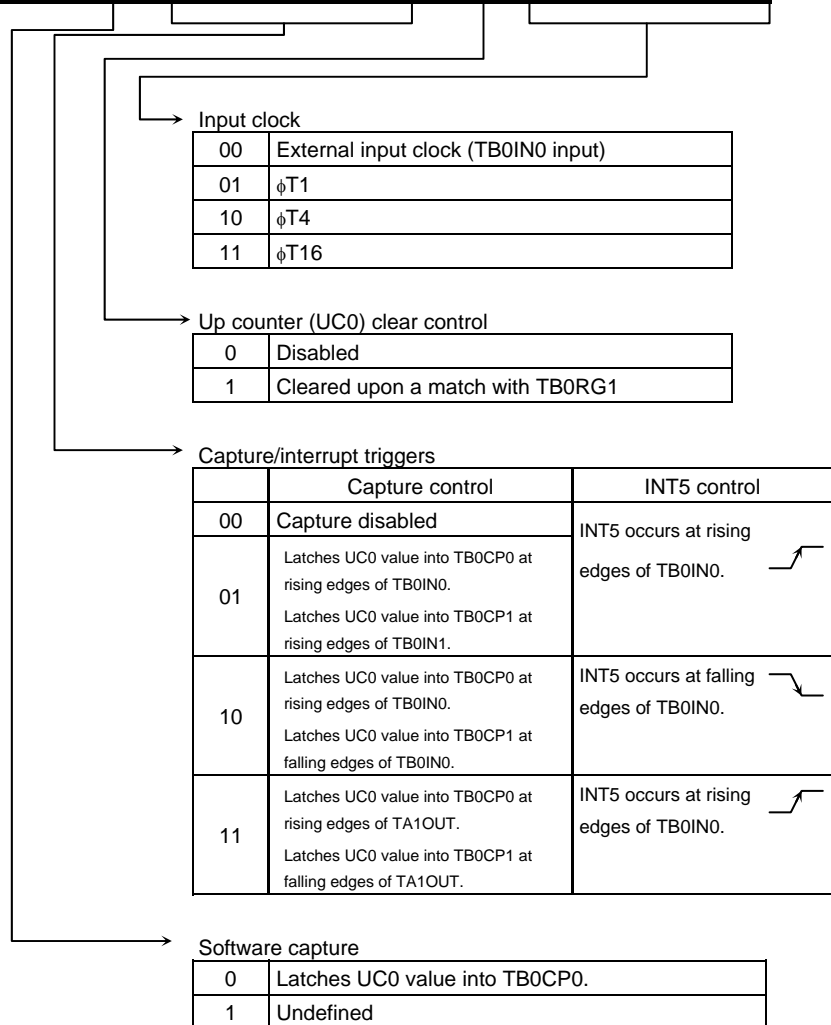 Input clock
00 External input clock (TB0IN0 input)
01 ϕT1
10 ϕT4
11 ϕT16
Up counter (UC0) clear control
0 Disabled
1 Cleared upon a match with TB0RG1
Capture/interrupt triggers
Capture control INT5 control
00 Capture disabled
INT5 occurs at rising
edges of TB0IN0.
01
Latches UC0 value into TB0CP0 at
rising edges of TB0IN0.
Latches UC0 value into TB0CP1 at
rising edges of TB0IN1.
10
Latches UC0 value into TB0CP0 at
rising edges of TB0IN0.
Latches UC0 value into TB0CP1 at
falling edges of TB0IN0.
INT5 occurs at falling
edges of TB0IN0.
11
Latches UC0 value into TB0CP0 at
rising edges of TA1OUT.
Latches UC0 value into TB0CP1 at
falling edges of TA1OUT.
INT5 occurs at rising
edges of TB0IN0.
Software capture
0 Latches UC0 value into TB0CP0.
1 Undefined